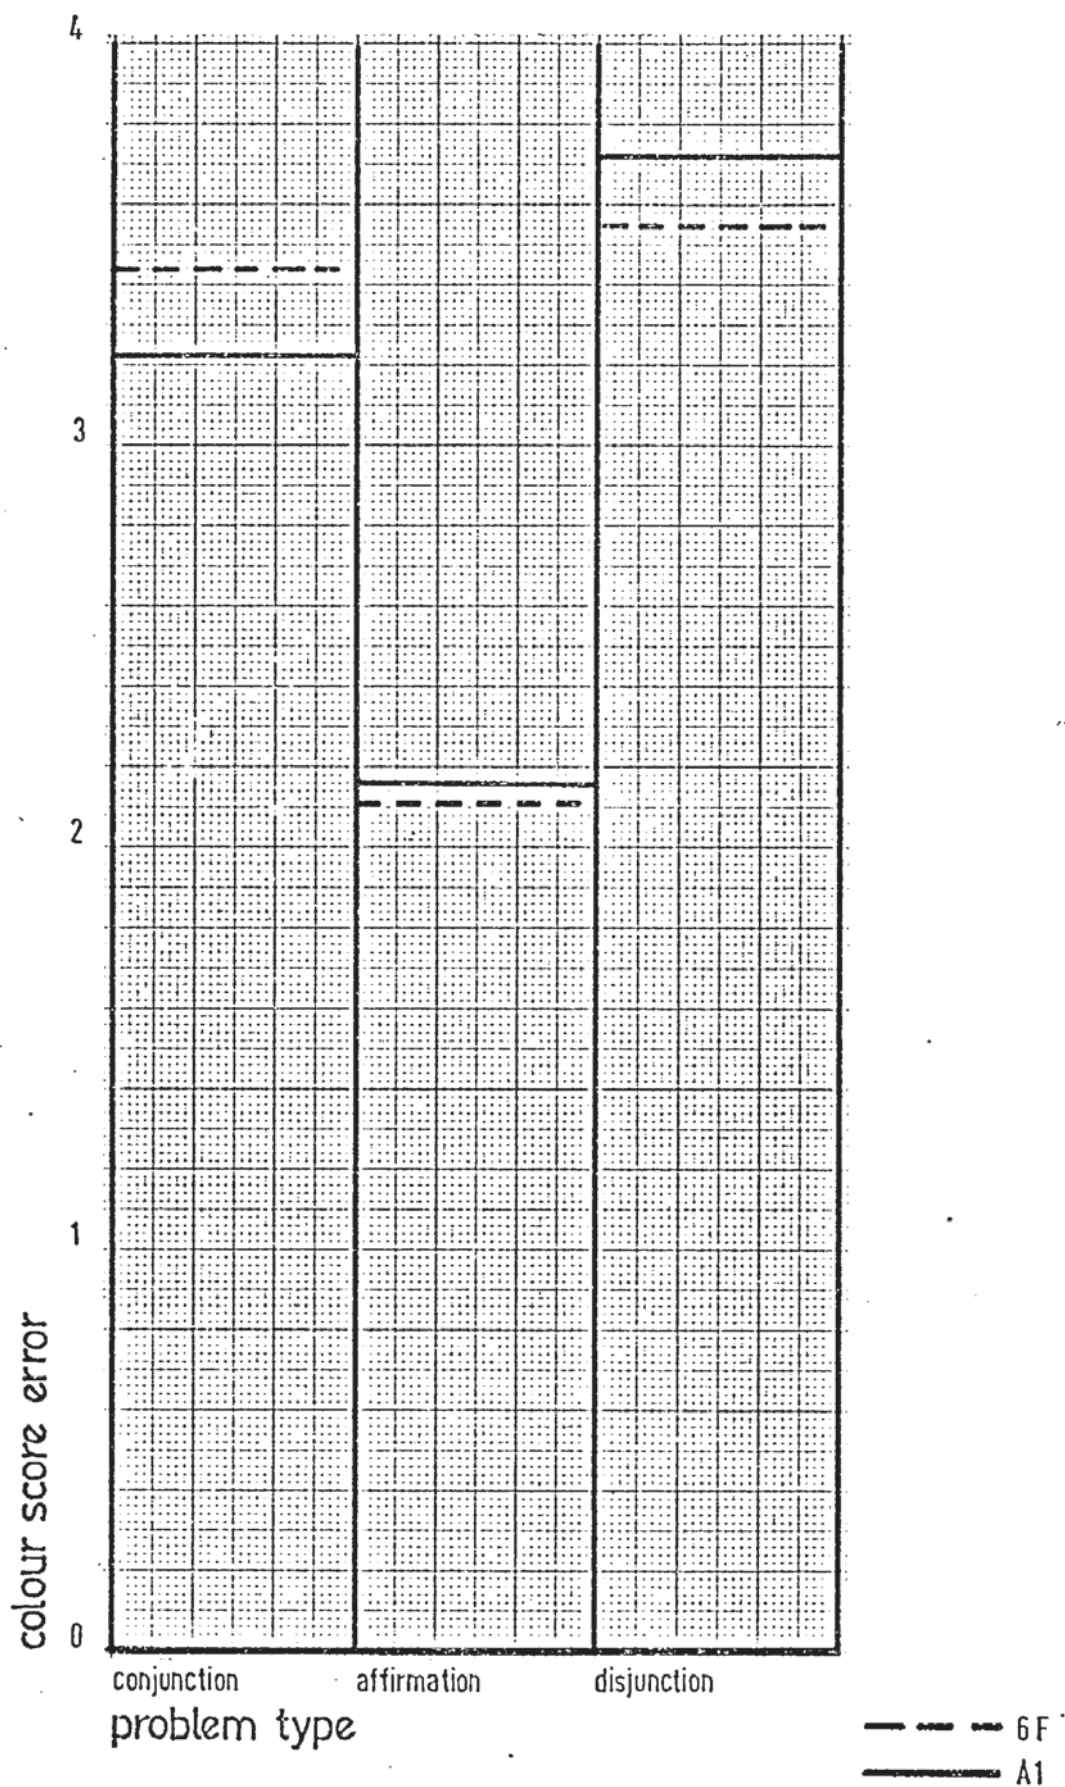 4
3
2
1
0
colour score error
conjunction affirmation disjunction
problem type
6F
A1